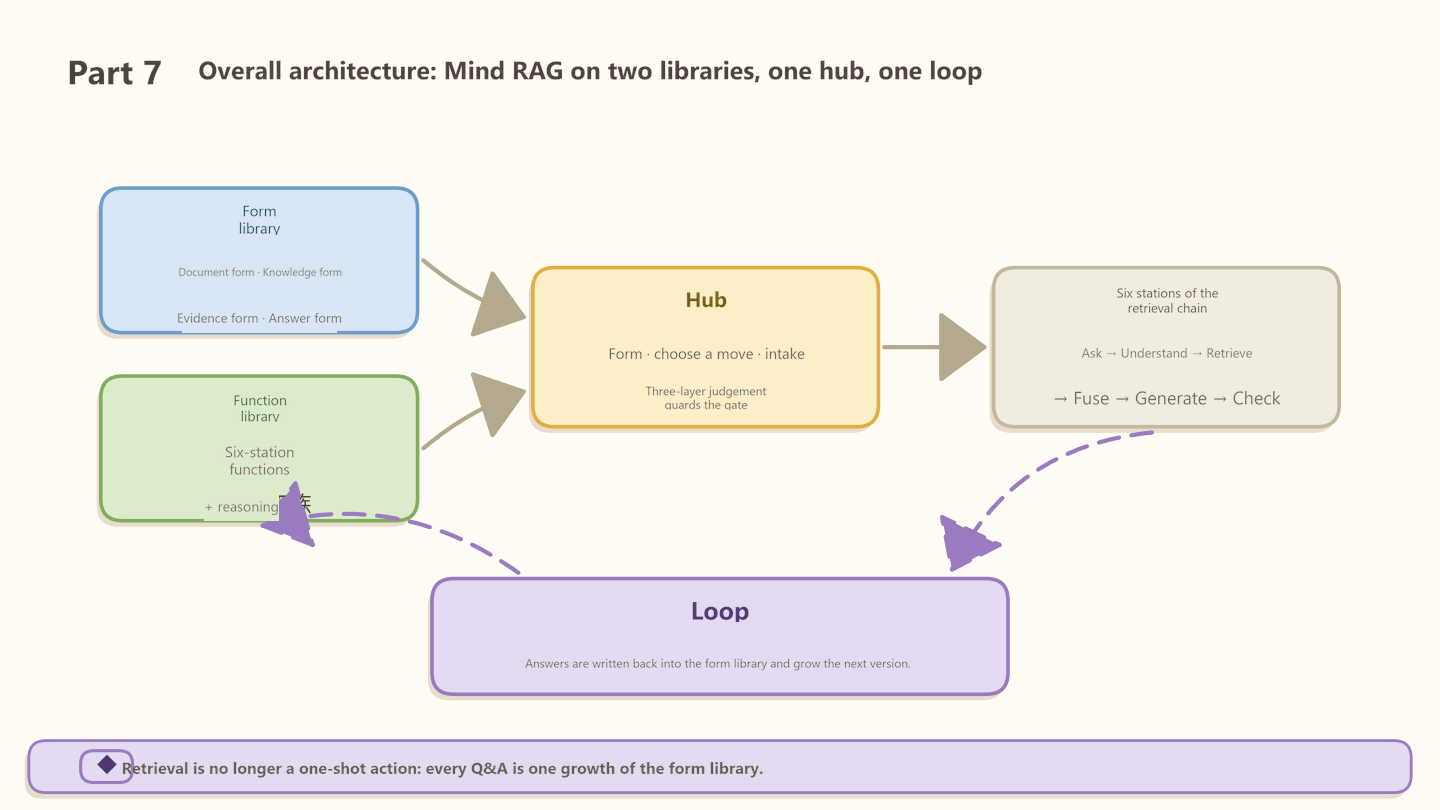 Part 7
Overall architecture: Mind RAG on two libraries, one hub, one loop
Form
library
Document form · Knowledge form
Evidence form · Answer form
Function
library
Six-station
functions
+ reasoning
Hub
Form · choose a move · intake
Three-layer judgement
guards the gate
Six stations of the
retrieval chain
Ask → Understand → Retrieve
→ Fuse → Generate → Check
Loop
Answers are written back into the form library and grow the next version.
Retrieval is no longer a one-shot action: every Q&A is one growth of the form library.